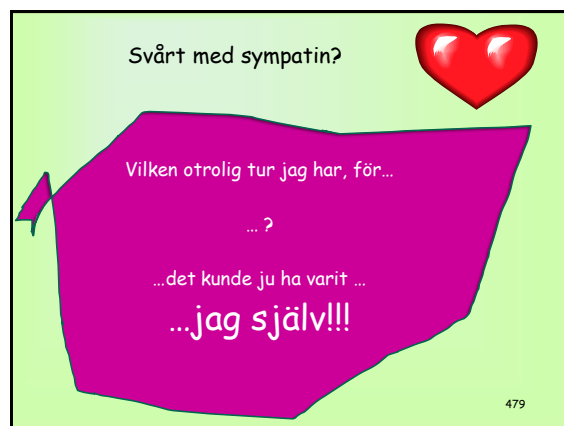 Svårt med sympatin?
Vilken otrolig tur jag har, för...
... ?
...det kunde ju ha varit ...
...jag själv!!!
479